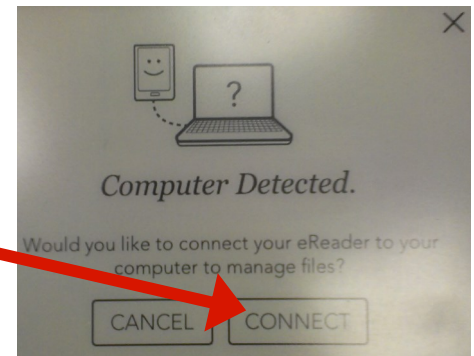 ?
Computer Detected.
Would you like to connect your eReader to your
computer to manage files?
CANCEL CONNECT